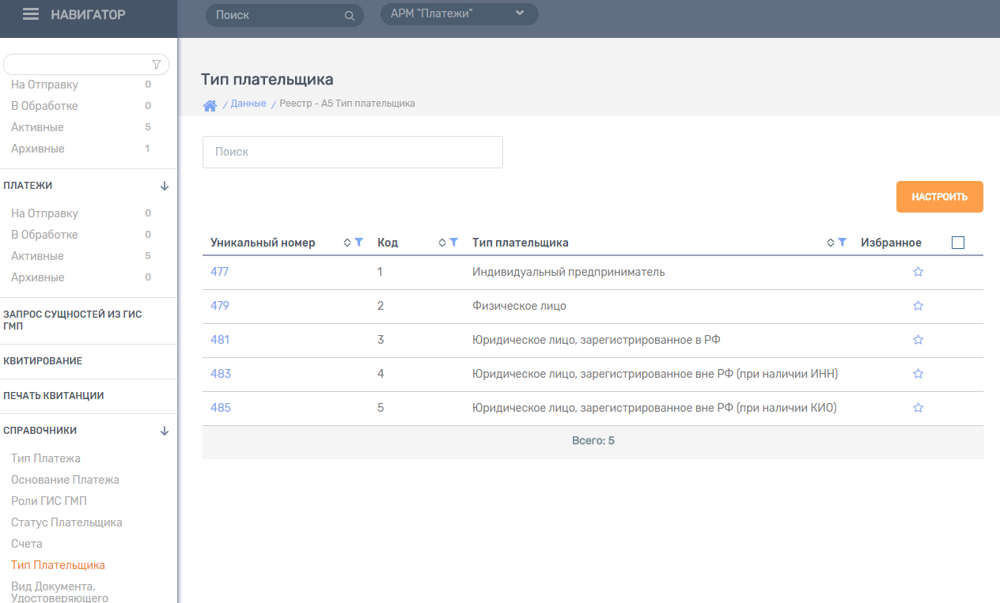 НАВИГАТОР
Поиск
АРМ "Платежи"
На Отправку 0
В Обработке 0
Активные 5
Архивные 1
ПЛАТЕЖИ
На Отправку 0
В Обработке 0
Активные 5
Архивные 0
ЗАПРОС СУЩНОСТЕЙ ИЗ ГИС
ГМП
КВИТИРОВАНИЕ
ПЕЧАТЬ КВИТАНЦИИ
СПРАВОЧНИКИ
Тип Платежа
Основание Платежа
Роли ГИС ГМП
Статус Плательщика
Счета
Тип Плательщика
Вид Документа,
Удостоверяющего
Тип плательщика
/ Данные / Реестр - А5 Тип плательщика
Поиск
НАСТРОИТЬ
Уникальный номер Код Тип плательщика Избранное
477 1 Индивидуальный предприниматель
479 2 Физическое лицо
481 3 Юридическое лицо, зарегистрированное в РФ
483 4 Юридическое лицо, зарегистрированное вне РФ (при наличии ИНН)
485 5 Юридическое лицо, зарегистрированное вне РФ (при наличии КИО)
Всего: 5